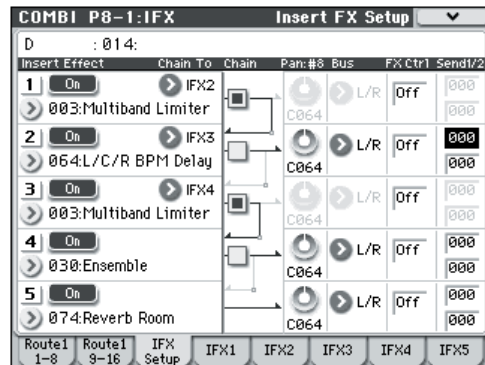 COMBI P8-1:IFX Insert FX Setup
D :014:
Insert Effect Chain To Chain Pan:#8 Bus FX Ctrl Send1/2
1 On IFX2 000
003:Multiband Limiter C064 L/R Off 000
2 On IFX3 000
064:L/C/R BPM Delay C064 L/R Off 000
3 On IFX4 000
003:Multiband Limiter C064 L/R Off 000
4 On 000
030:Ensemble C064 L/R Off 000
5 On 000
074:Reverb Room C064 L/R Off 000
Route1 1-8 Route1 9-16 IFX Setup IFX1 IFX2 IFX3 IFX4 IFX5